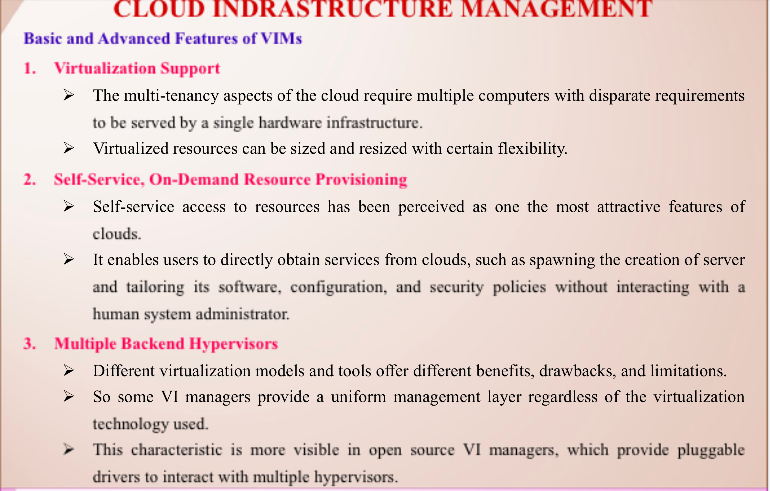 CLOUD INDRASTRUCTURE MANAGEMENT
Basic and Advanced Features of VIMs
1. Virtualization Support
➢ The multi-tenancy aspects of the cloud require multiple computers with disparate requirements
to be served by a single hardware infrastructure.
➢ Virtualized resources can be sized and resized with certain flexibility.
2. Self-Service, On-Demand Resource Provisioning
➢ Self-service access to resources has been perceived as one the most attractive features of
clouds.
➢ It enables users to directly obtain services from clouds, such as spawning the creation of server
and tailoring its software, configuration, and security policies without interacting with a
human system administrator.
3. Multiple Backend Hypervisors
➢ Different virtualization models and tools offer different benefits, drawbacks, and limitations.
➢ So some VI managers provide a uniform management layer regardless of the virtualization
technology used.
➢ This characteristic is more visible in open source VI managers, which provide pluggable
drivers to interact with multiple hypervisors.